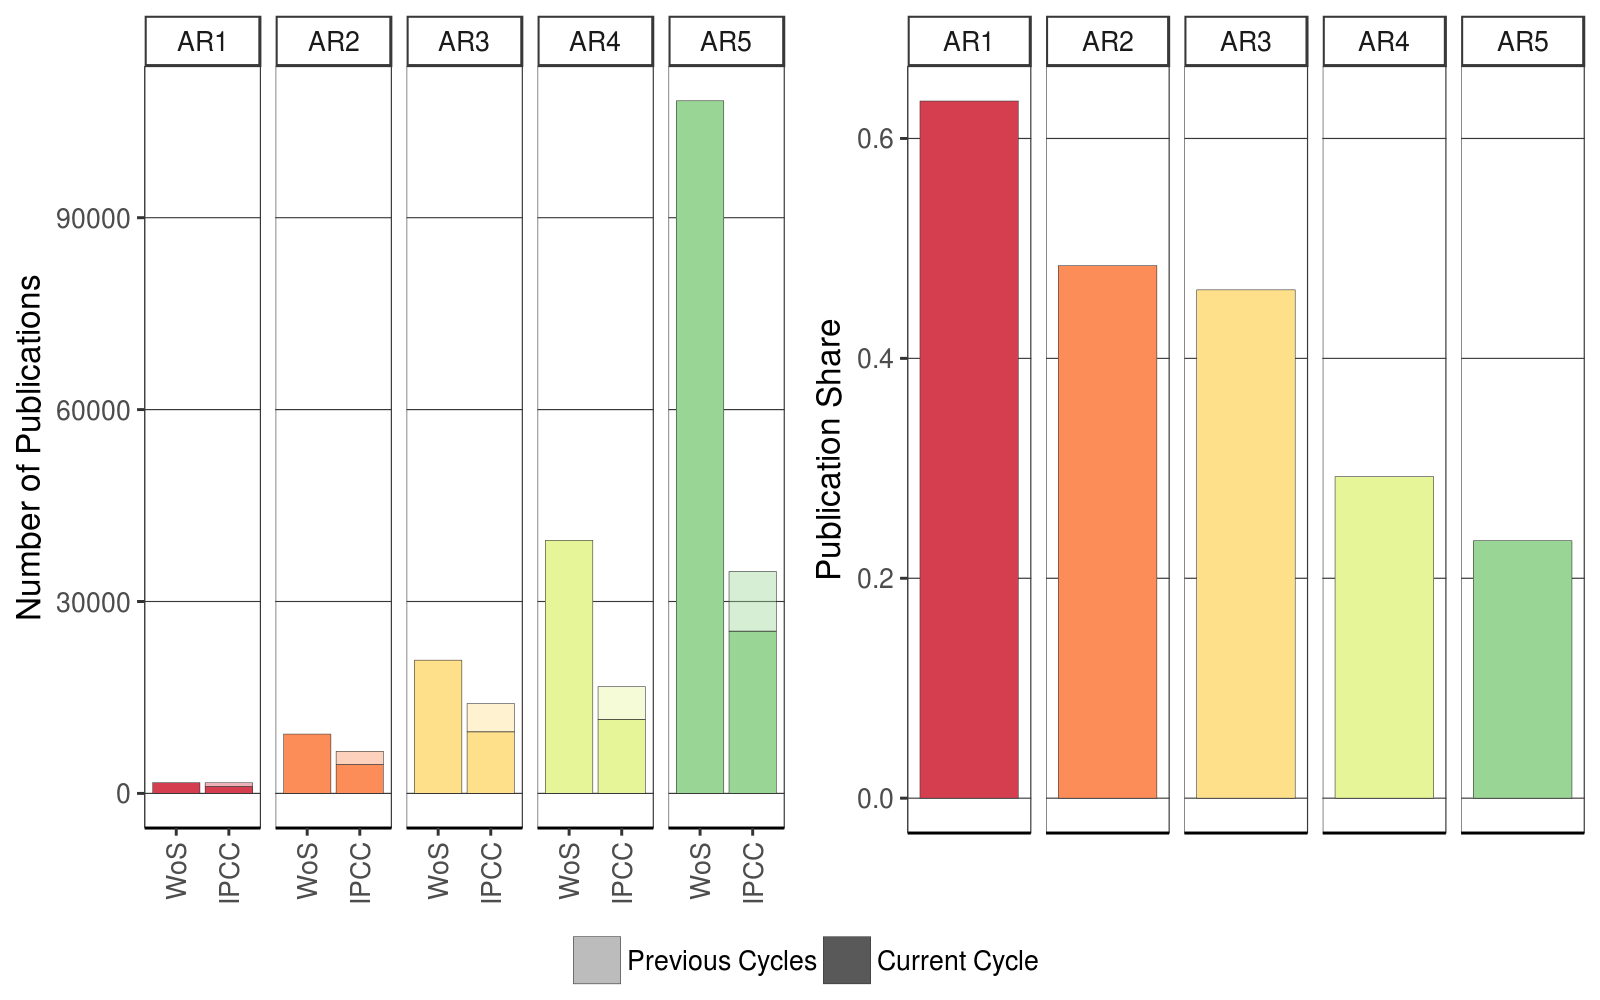 AR1 AR2 AR3 AR4 AR5
Number of Publications
90000
60000
30000
0
WoS IPCC WoS IPCC WoS IPCC WoS IPCC WoS IPCC
AR1 AR2 AR3 AR4 AR5
Publication Share
0.6
0.4
0.2
0.0
Previous Cycles Current Cycle